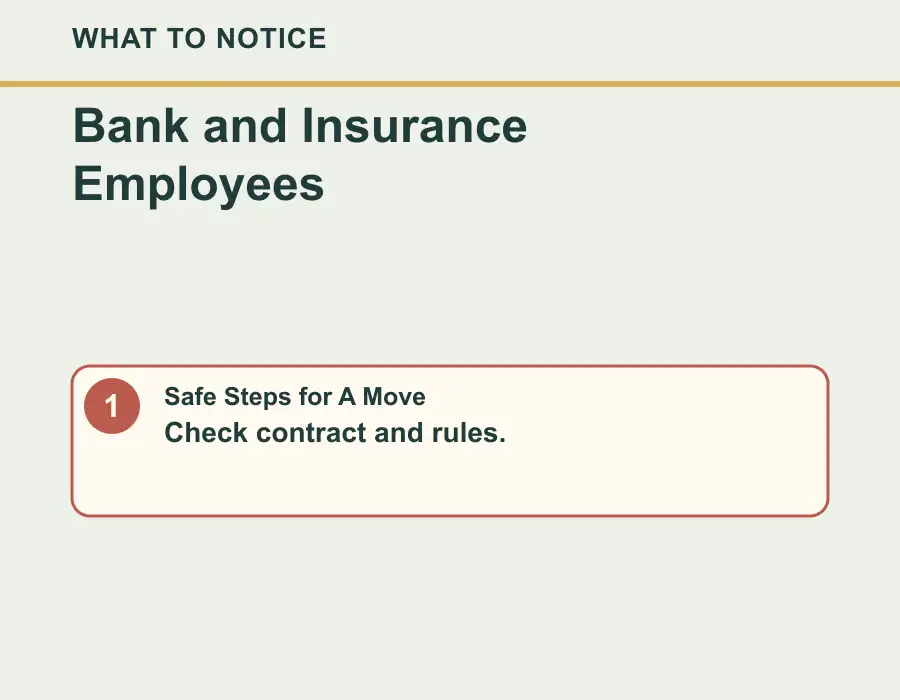 WHAT TO NOTICE
Bank and Insurance
Employees
1
Safe Steps for A Move
Check contract and rules.